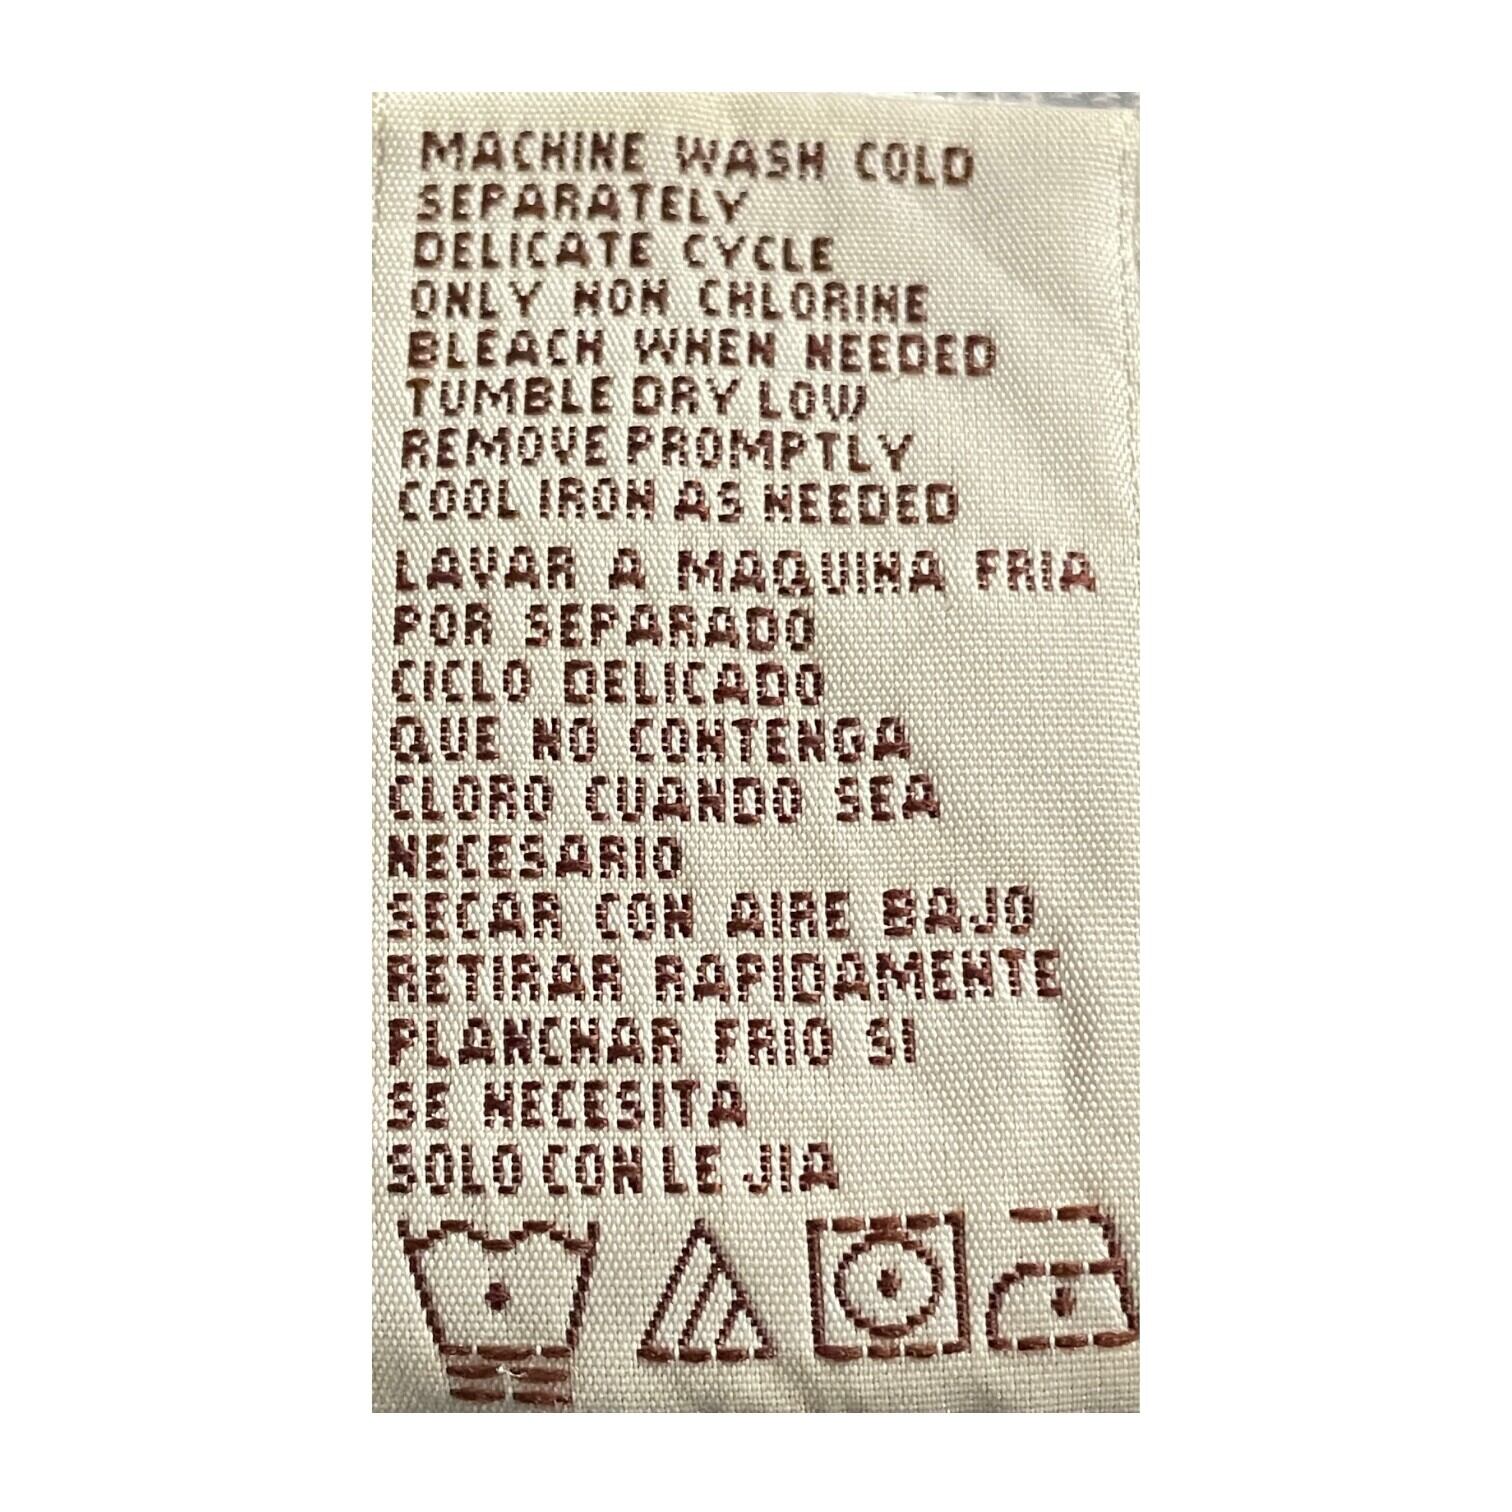 MACHINE WASH COLD
SEPARATELY
DELICATE CYCLE
ONLY NON CHLORINE
BLEACH WHEN NEEDED
TUMBLE DRY LOW
REMOVE PROMPTLY
COOL IRON AS NEEDED
LAVAR A MAQUINA FRIA
POR SEPARADO
CICLO DELICADO
QUE NO CONTENGA
CLORO CUANDO SEA
NECESARIO
SECAR CON AIRE BAJO
RETIRAR RAPIDAMENTE
PLANCHAR FRIO SI
SE NECESITA
SOLO CON LE JIA